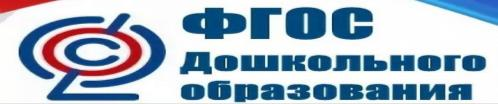 ФГОС
Дошкольного
образования